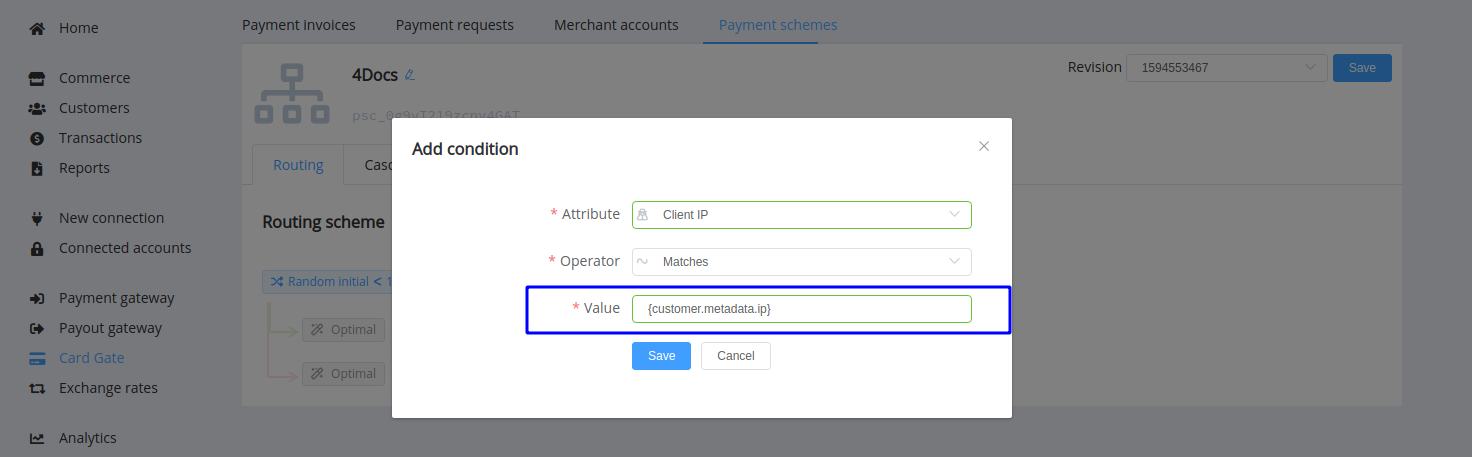 Home
Commerce
Customers
Transactions
Reports
New connection
Connected accounts
Payment gateway
Payout gateway
Card Gate
Exchange rates
Analytics
Payment invoices Payment requests Merchant accounts Payment schemes
4Docs
Revision 1594553467 Save
Routing Casc
Routing scheme
Random initial < 1
Optimal
Optimal
Add condition
* Attribute Client IP
* Operator Matches
* Value {customer.metadata.ip}
Save Cancel